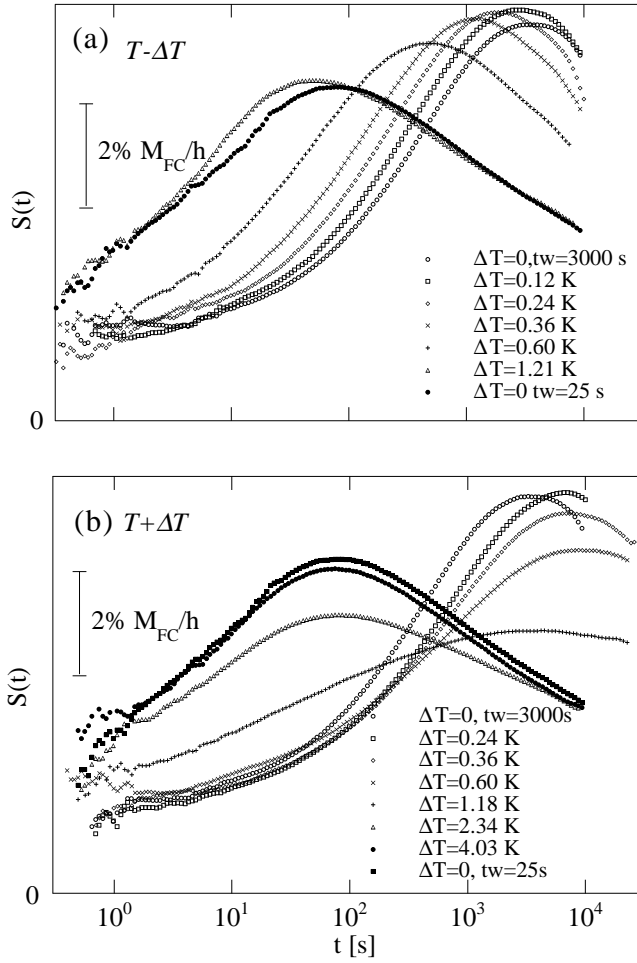 (a)
T-ΔT
2% M_FC/h
S(t)
ΔT=0,tw=3000 s
ΔT=0.12 K
ΔT=0.24 K
ΔT=0.36 K
ΔT=0.60 K
ΔT=1.21 K
ΔT=0 tw=25 s
0
(b) T+ΔT
2% M_FC/h
S(t)
ΔT=0, tw=3000s
ΔT=0.24 K
ΔT=0.36 K
ΔT=0.60 K
ΔT=1.18 K
ΔT=2.34 K
ΔT=4.03 K
ΔT=0, tw=25s
0
10^0 10^1 10^2 10^3 10^4
t [s]